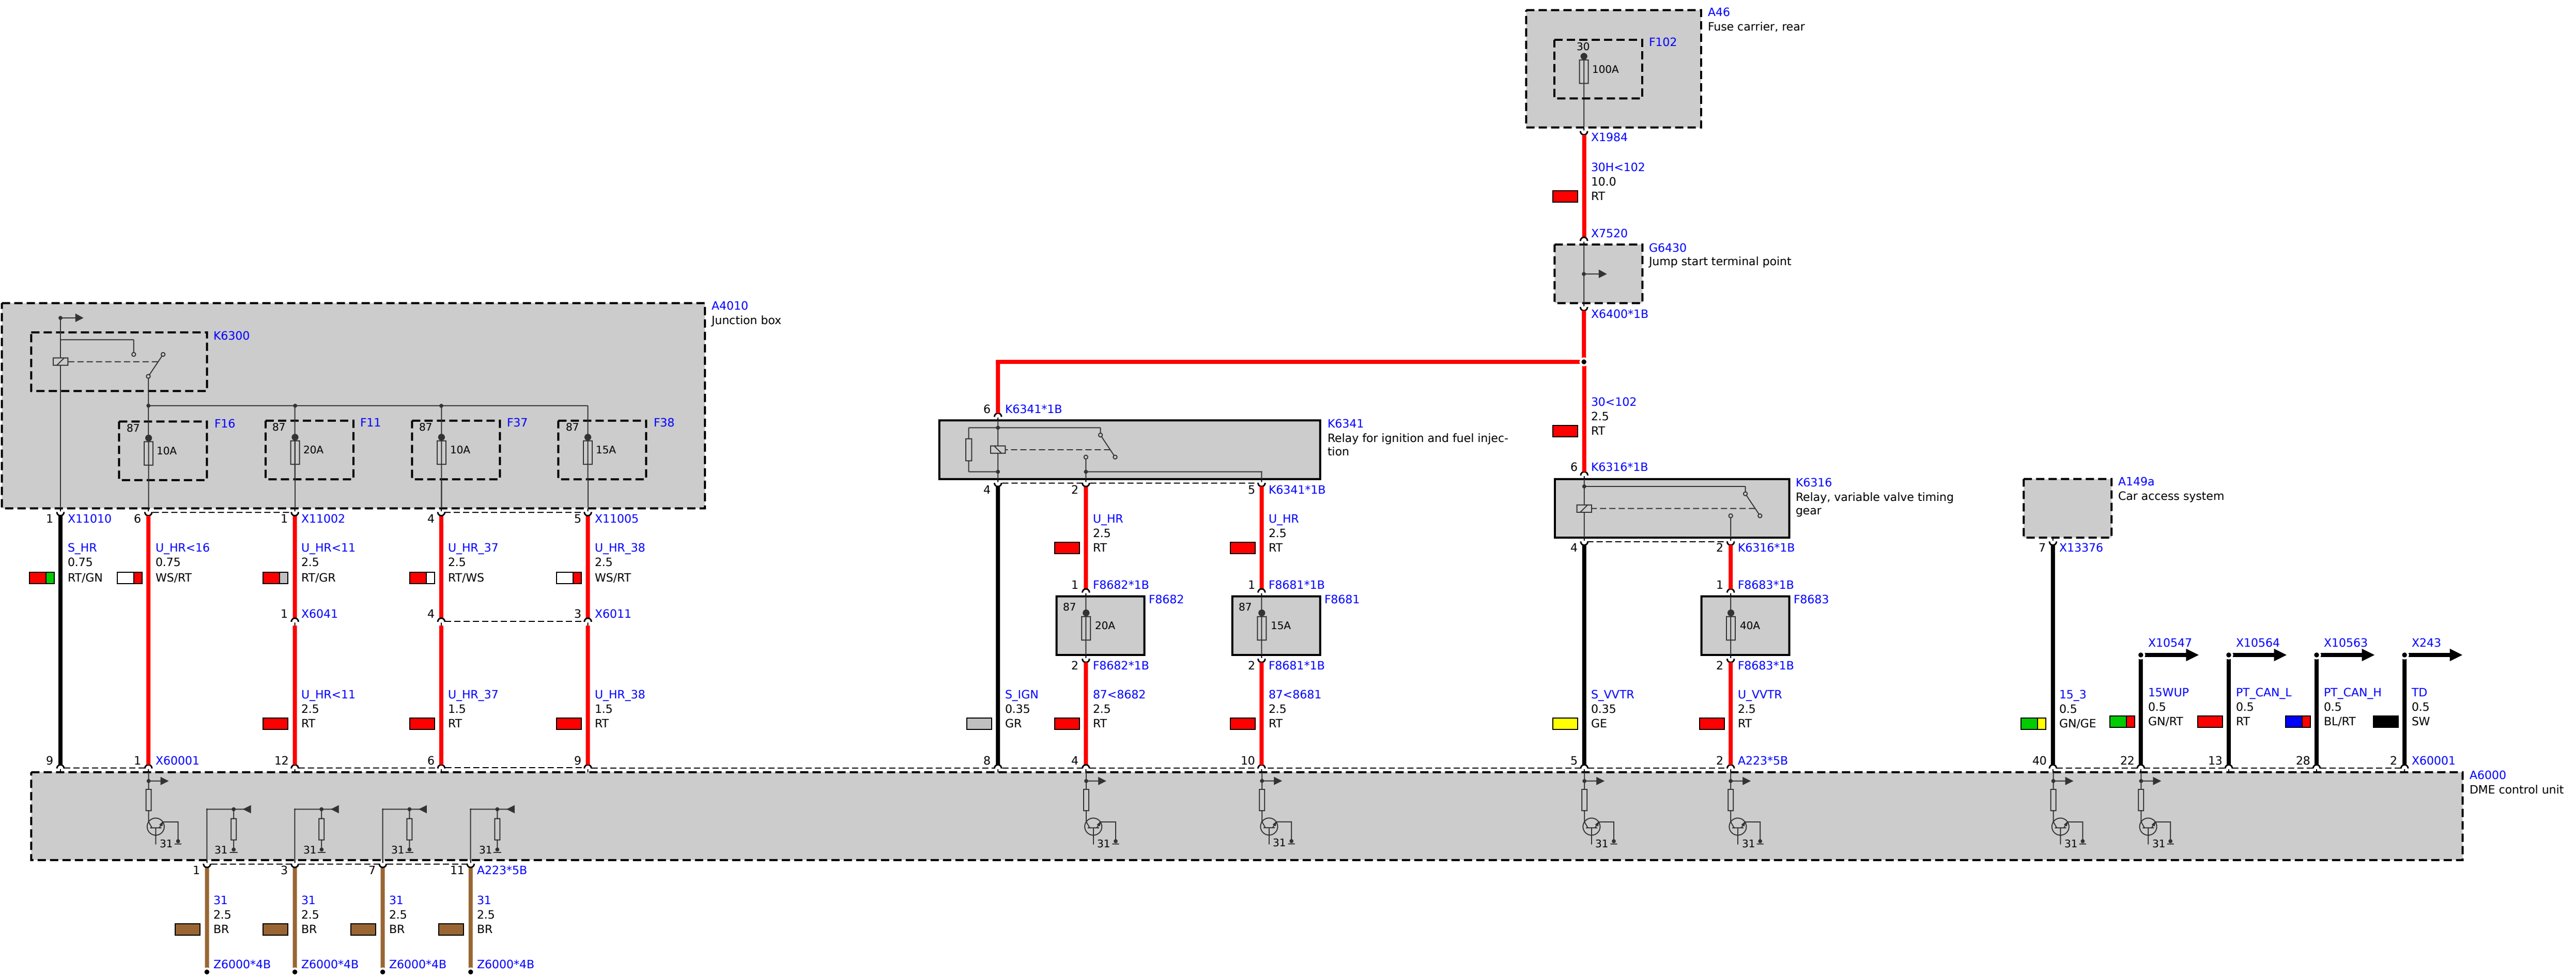 A46
Fuse carrier, rear
F102
30
100A
X1984
30H<102
10.0
RT
X7520
G6430
Jump start terminal point
X6400*1B
A4010
Junction box
K6300
F16
87
10A
F11
87
20A
F37
87
10A
F38
87
15A
6 K6341*1B
K6341
Relay for ignition and fuel injec-
tion
30<102
2.5
RT
6 K6316*1B
K6316
Relay, variable valve timing
gear
A149a
Car access system
1 X11010
6
1 X11002
4
5 X11005
4
2
5 K6341*1B
4
2 K6316*1B
7 X13376
S_HR
0.75
RT/GN
U_HR<16
0.75
WS/RT
U_HR<11
2.5
RT/GR
U_HR_37
2.5
RT/WS
U_HR_38
2.5
WS/RT
U_HR
2.5
RT
U_HR
2.5
RT
1 X6041
4
3 X6011
1 F8682*1B
F8682
87
20A
2 F8682*1B
1 F8681*1B
F8681
87
15A
2 F8681*1B
1 F8683*1B
F8683
40A
2 F8683*1B
X10547
X10564
X10563
X243
U_HR<11
2.5
RT
U_HR_37
1.5
RT
U_HR_38
1.5
RT
S_IGN
0.35
GR
87<8682
2.5
RT
87<8681
2.5
RT
S_VVTR
0.35
GE
U_VVTR
2.5
RT
15_3
0.5
GN/GE
15WUP
0.5
GN/RT
PT_CAN_L
0.5
RT
PT_CAN_H
0.5
BL/RT
TD
0.5
SW
9
1 X60001
12
6
9
8
4
10
5
2 A223*5B
40
22
13
28
2 X60001
A6000
DME control unit
31
31
31
31
31
31
31
31
31
31
31
1
3
7
11 A223*5B
31
2.5
BR
31
2.5
BR
31
2.5
BR
31
2.5
BR
Z6000*4B
Z6000*4B
Z6000*4B
Z6000*4B